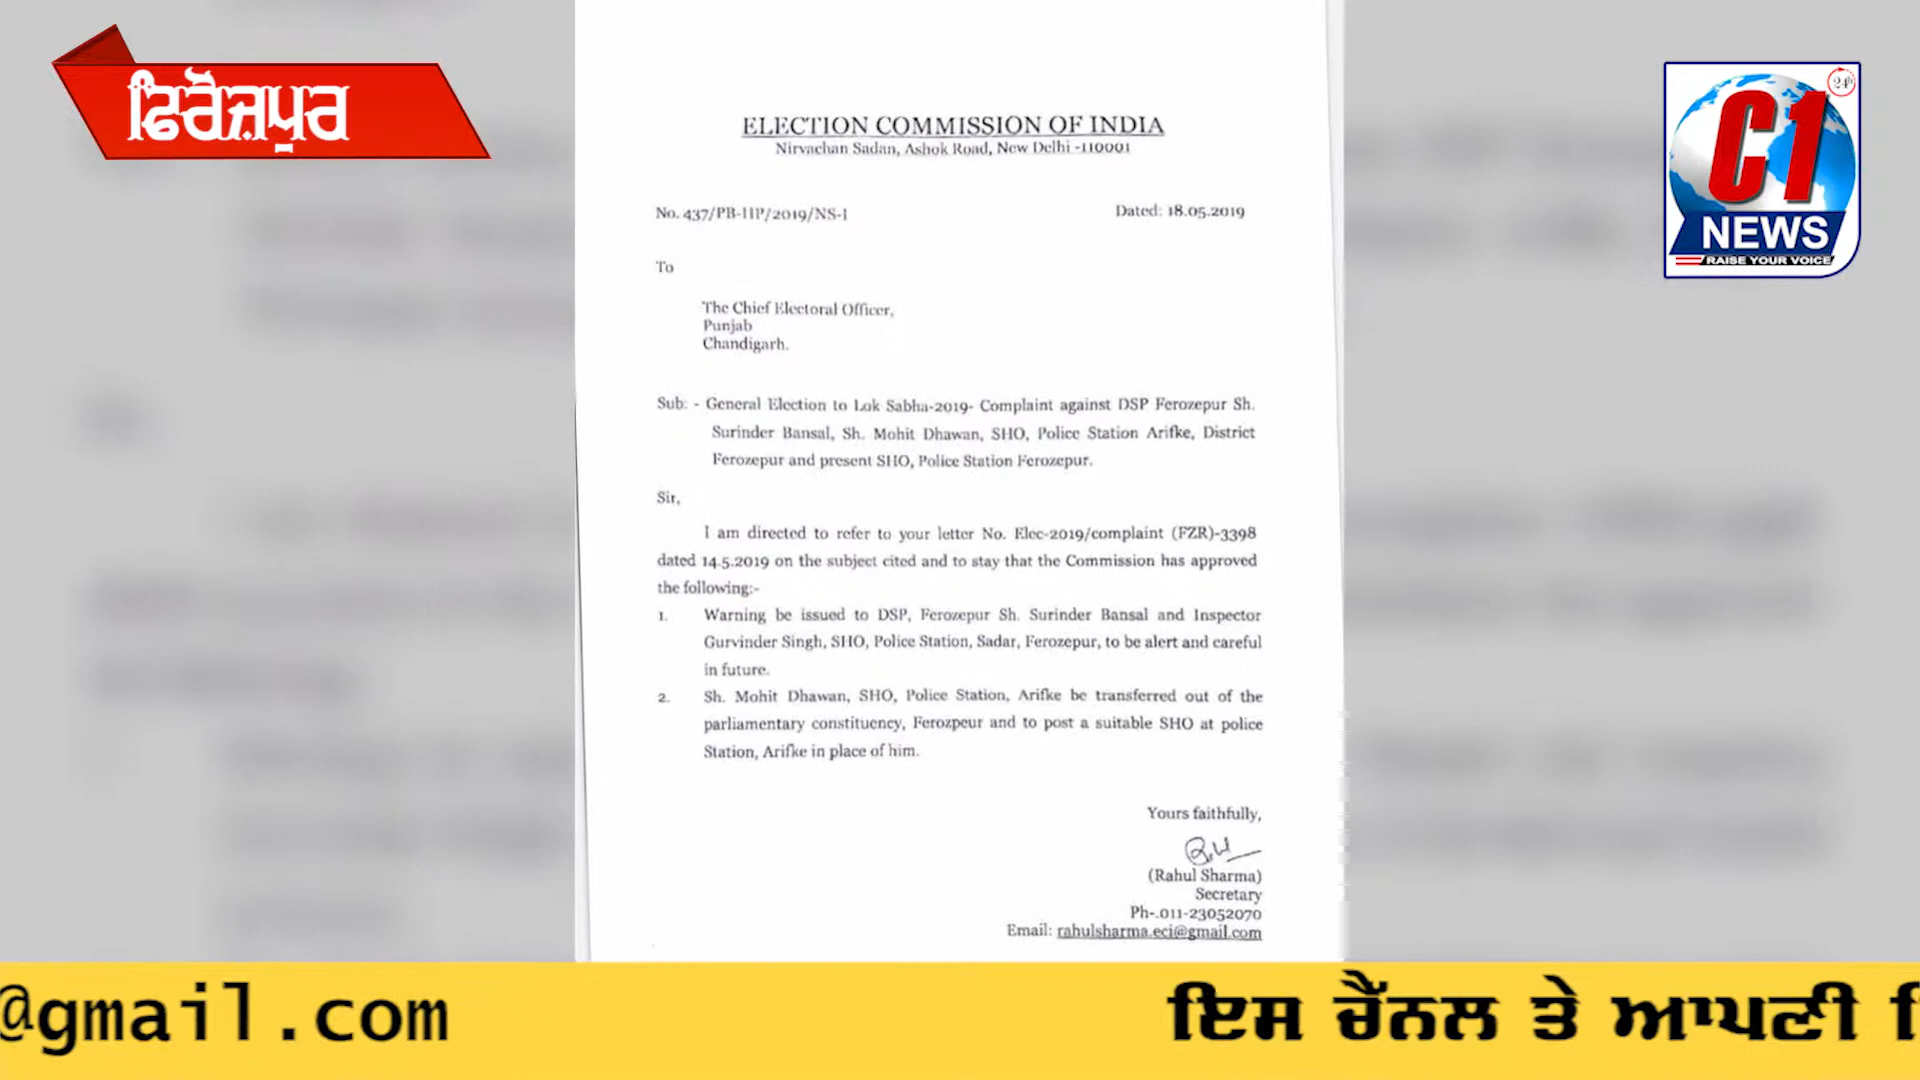 ਫਿਰੋਜ਼ਪੁਰ
24
C1
NEWS
RAISE YOUR VOICE
ELECTION COMMISSION OF INDIA
Nirvachan Sadan, Ashok Road, New Delhi -110001
No. 437/PB-HP/2019/NS-I
Dated: 18.05.2019
To
The Chief Electoral Officer,
Punjab
Chandigarh.
Sub: - General Election to Lok Sabha-2019- Complaint against DSP Ferozepur Sh.
Surinder Bansal, Sh. Mohit Dhawan, SHO, Police Station Arifke, District
Ferozepur and present SHO, Police Station Ferozepur.
Sir,
I am directed to refer to your letter No. Elec-2019/complaint (FZR)-3398
dated 14.5.2019 on the subject cited and to stay that the Commission has approved
the following:-
1. Warning be issued to DSP, Ferozepur Sh. Surinder Bansal and Inspector
Gurvinder Singh, SHO, Police Station, Sadar, Ferozepur, to be alert and careful
in future.
2. Sh. Mohit Dhawan, SHO, Police Station, Arifke be transferred out of the
parliamentary constituency, Ferozpeur and to post a suitable SHO at police
Station, Arifke in place of him.
Yours faithfully,
(Rahul Sharma)
Secretary
Ph-.011-23052070
Email: rahulsharma.eci@gmail.com
@gmail.com
ਇਸ ਚੈਂਨਲ ਤੇ ਆਪਣੀ